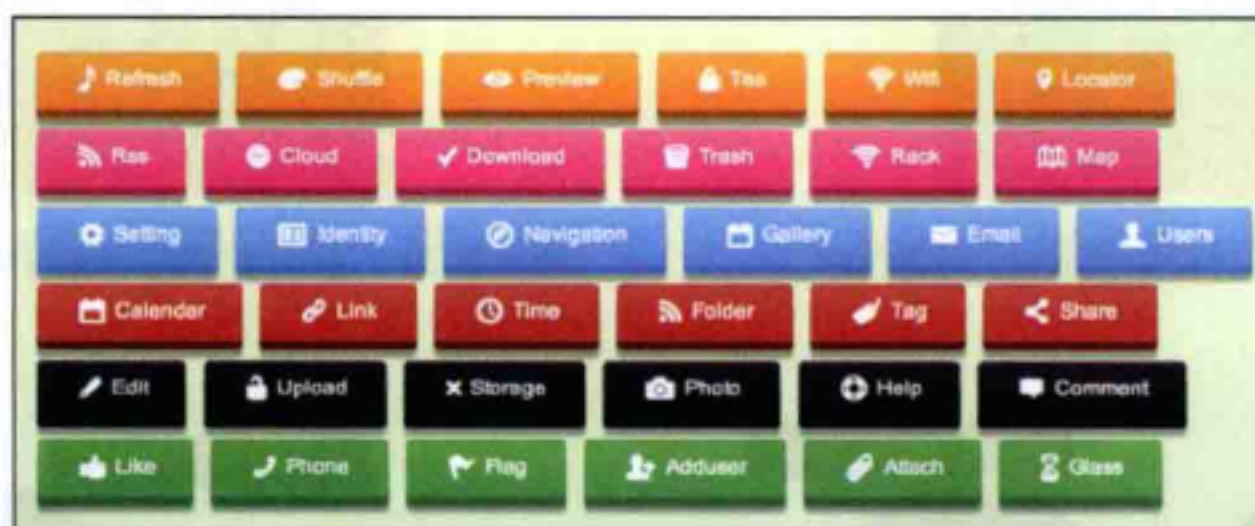 Refresh Shuffle Preview Tea Wifi Locator
Rss Cloud Download Trash Rack Map
Setting Identity Navigation Gallery Email Users
Calendar Link Time Folder Tag Share
Edit Upload Storage Photo Help Comment
Like Phone Flag Adduser Attach Glass